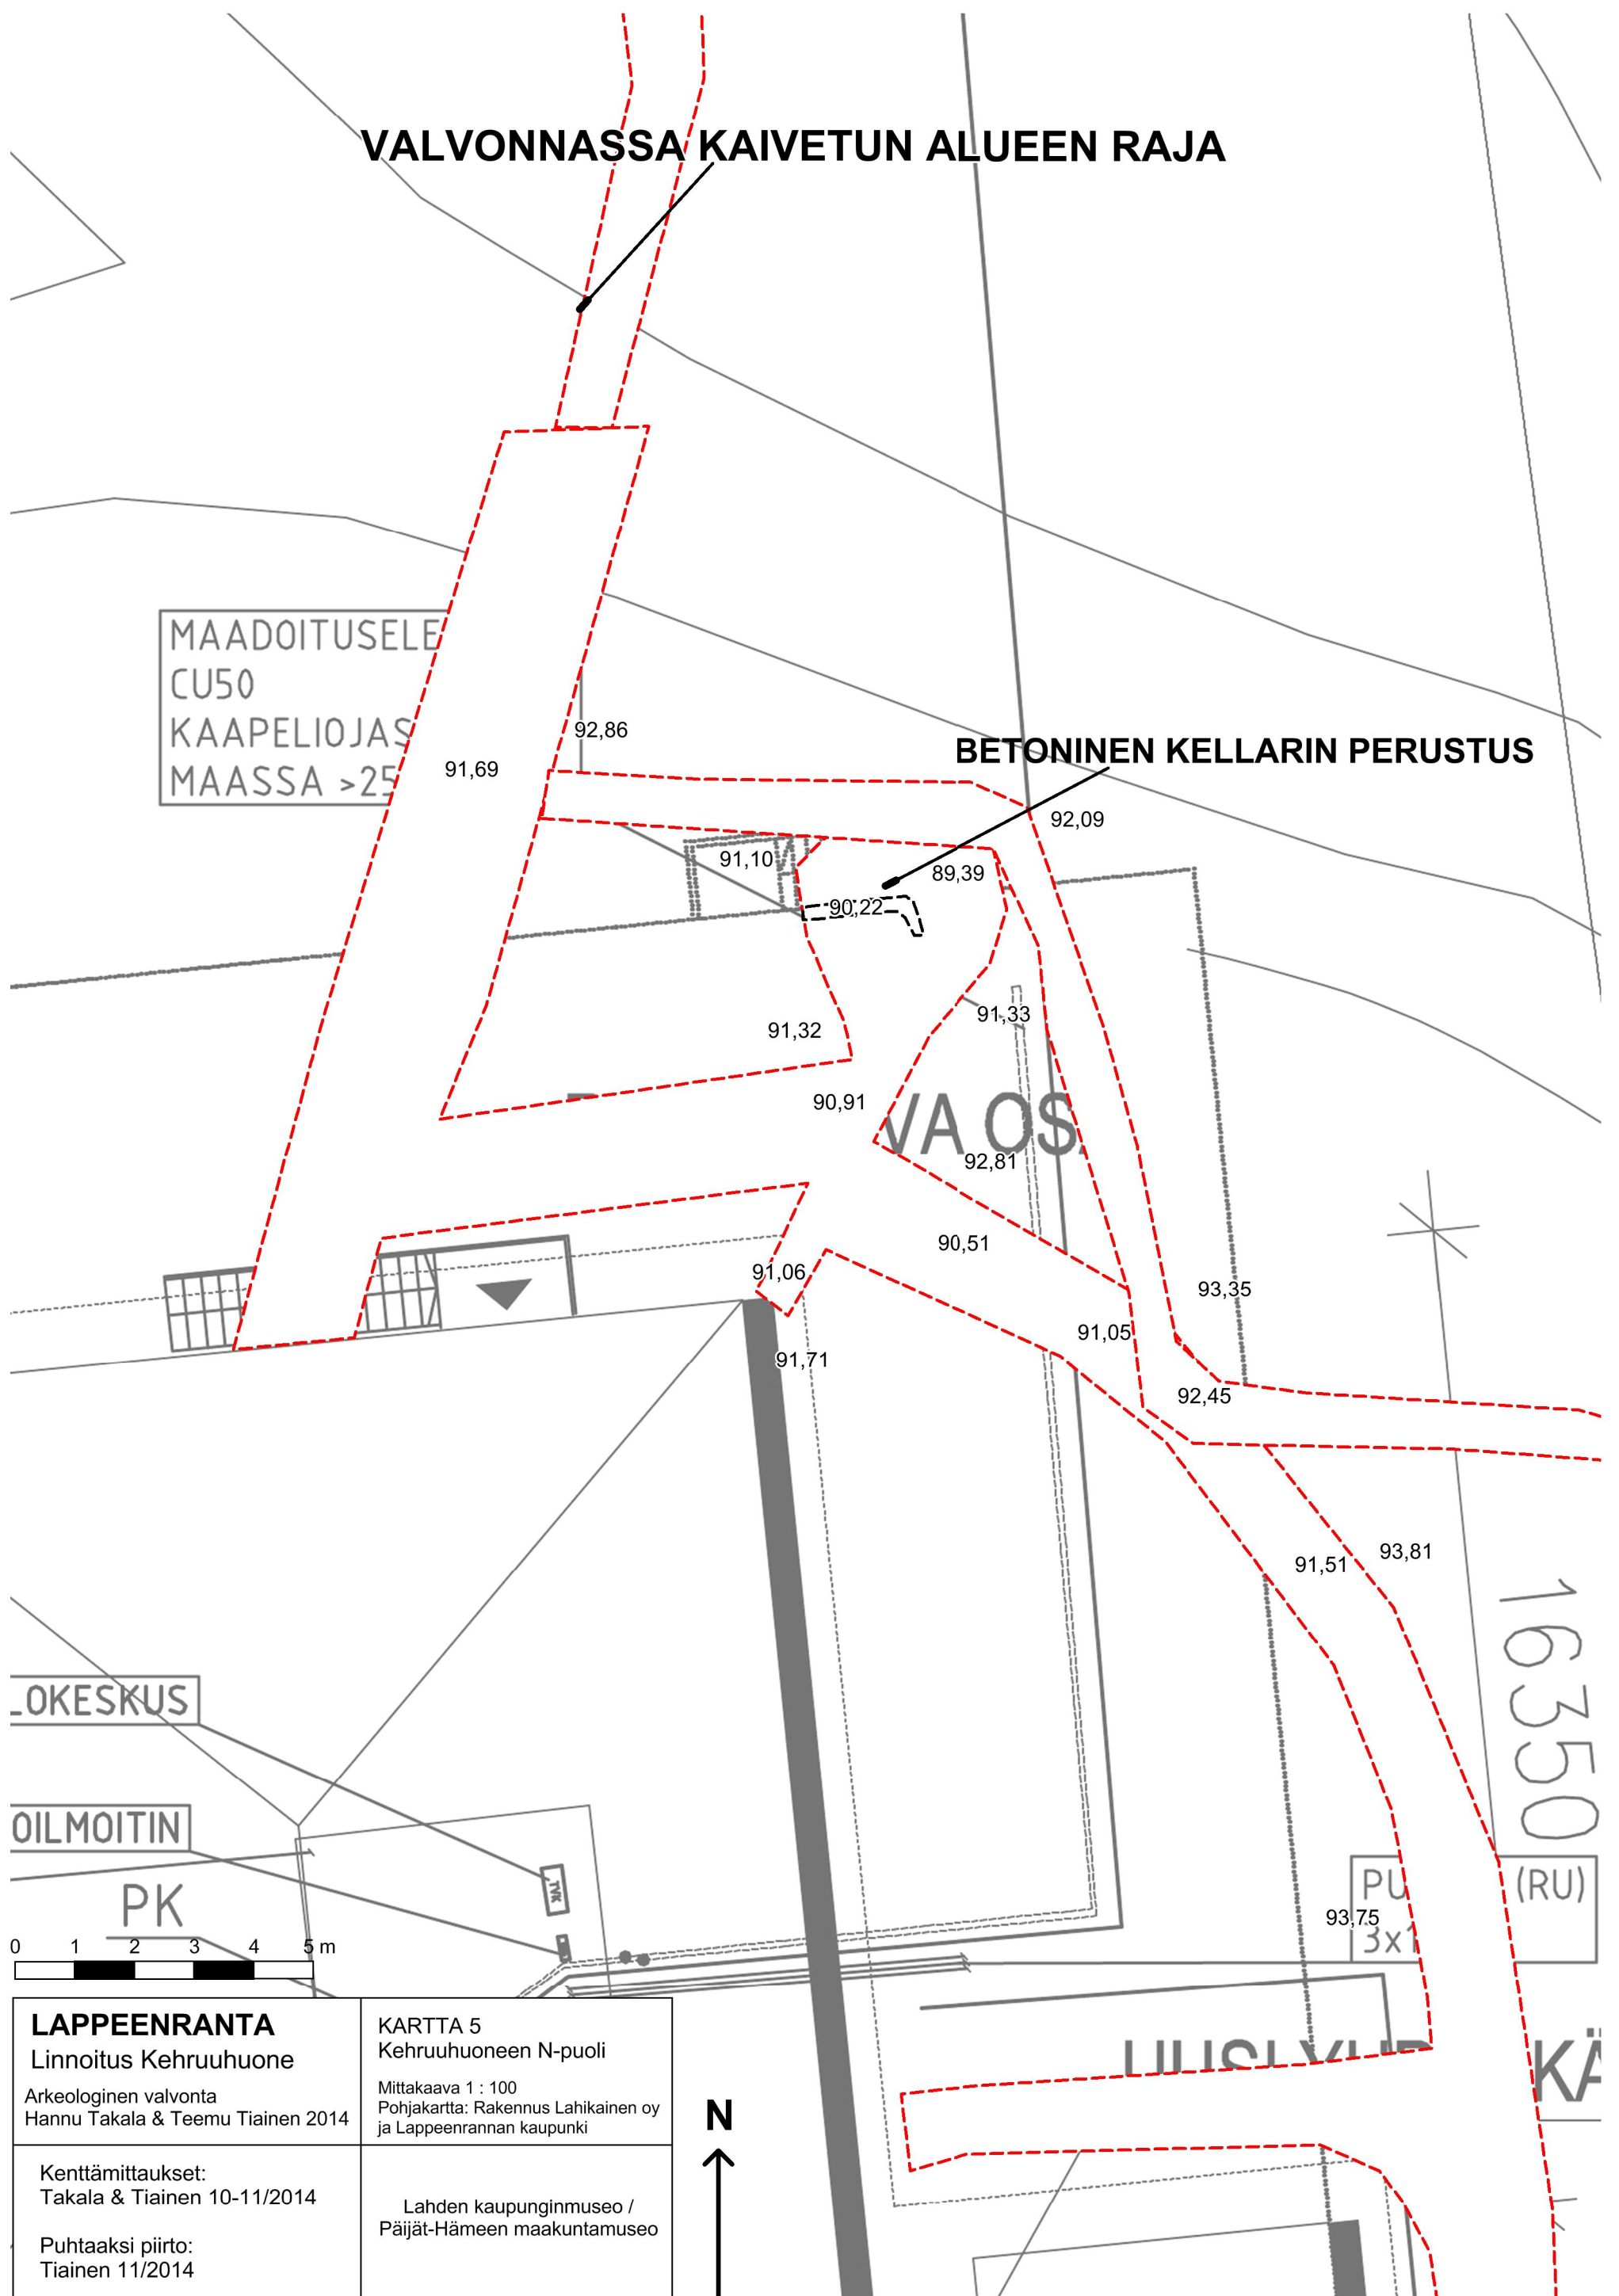 VALVONNASSA KAIVETUN ALUEEN RAJA
MAADOITUSELE
CU50
KAAPELIOJAS
MAASSA >25
92,86
91,69
BETONINEN KELLARIN PERUSTUS
92,09
91,10
89,39
90,22
91,33
91,32
90,91
VA OS
92,81
90,51
91,06
93,35
91,05
91,71
92,45
93,81
91,51
16350
LOKESKUS
OILMOITIN
TVK
PK
PU (RU)
3x1
93,75
0 1 2 3 4 5 m
UUSI
KÄ
LAPPEENRANTA
Linnoitus Kehruuhuone
Arkeologinen valvonta
Hannu Takala & Teemu Tiainen 2014
KARTTA 5
Kehruuhuoneen N-puoli
Mittakaava 1 : 100
Pohjakartta: Rakennus Lahikainen oy
ja Lappeenrannan kaupunki
Kenttämittaukset:
Takala & Tiainen 10-11/2014
Puhtaaksi piirto:
Tiainen 11/2014
Lahden kaupunginmuseo /
Päijät-Hämeen maakuntamuseo
N